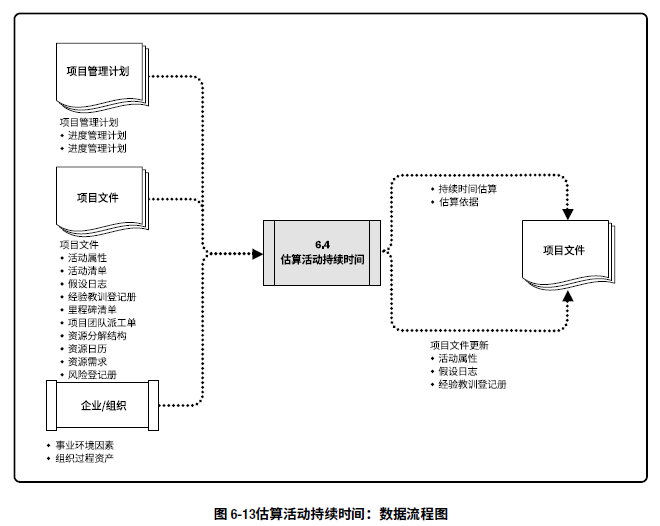 项目管理计划
项目管理计划
• 进度管理计划
• 进度管理计划
项目文件
项目文件
• 活动属性
• 活动清单
• 假设日志
• 经验教训登记册
• 里程碑清单
• 项目团队派工单
• 资源分解结构
• 资源日历
• 资源需求
• 风险登记册
企业/组织
• 事业环境因素
• 组织过程资产
6.4
估算活动持续时间
• 持续时间估算
• 估算依据
项目文件
项目文件更新
• 活动属性
• 假设日志
• 经验教训登记册
图 6-13估算活动持续时间：数据流程图